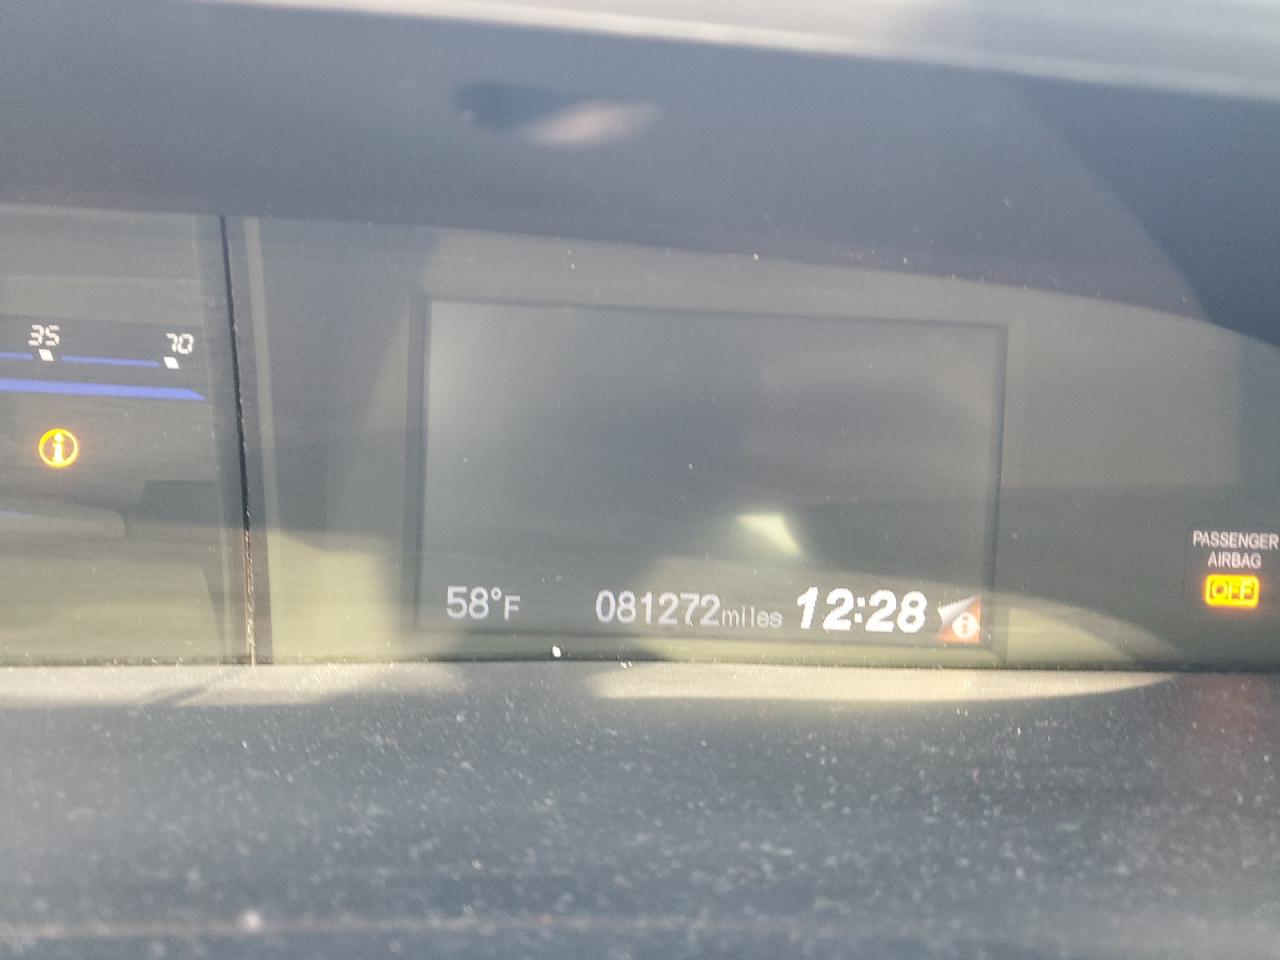 35 70
i
58°F 081272miles 12:28 i
PASSENGER
AIRBAG
OFF